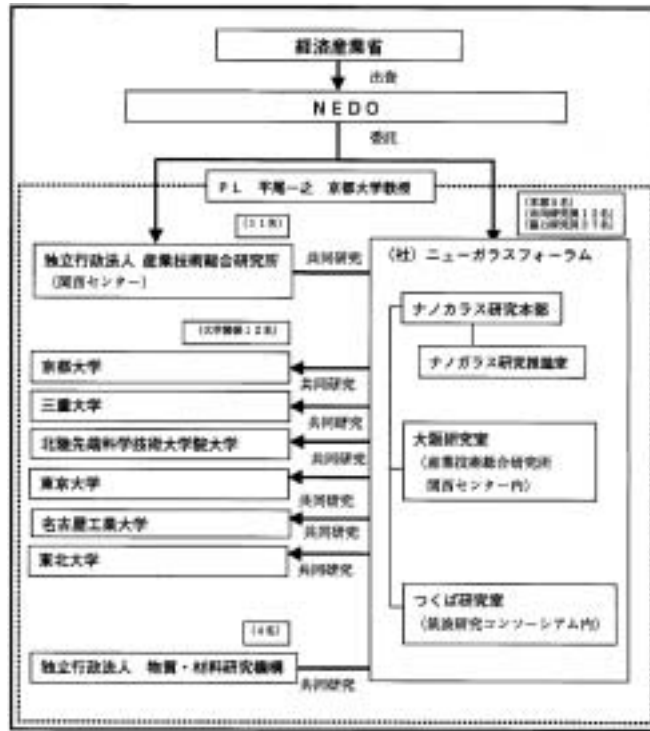 経済産業省
出資
NEDO
委託
PL 平尾一之 京都大学教授
(11名)
独立行政法人 産業技術総合研究所
(関西センター)
共同研究
(社)ニューガラスフォーラム
ナノガラス研究本部
ナノガラス研究推進室
京都大学
共同研究
三重大学
共同研究
北陸先端科学技術大学院大学
共同研究
大阪研究室
(産業技術総合研究所
関西センター内)
東京大学
共同研究
名古屋工業大学
共同研究
東北大学
共同研究
つくば研究室
(筑波研究コンソーシアム内)
独立行政法人 物質・材料研究機構
共同研究